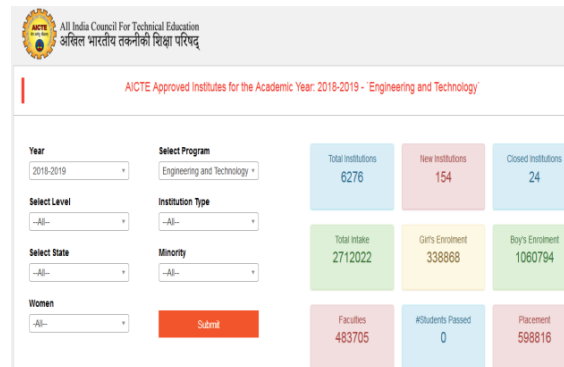 AICTE
All India Council For Technical Education
अखिल भारतीय तकनीकी शिक्षा परिषद्
AICTE Approved Institutes for the Academic Year: 2018-2019 - `Engineering and Technology`
Year
Select Program
2018-2019
Engineering and Technology
Select Level
Institution Type
--All--
--All--
Select State
Minority
--All--
--All--
Women
-All--
Submit
Total Institutions
6276
New Institutions
154
Closed Institutions
24
Total Intake
2712022
Girl's Enrolment
338868
Boy's Enrolment
1060794
Faculties
483705
#Students Passed
0
Placement
598816